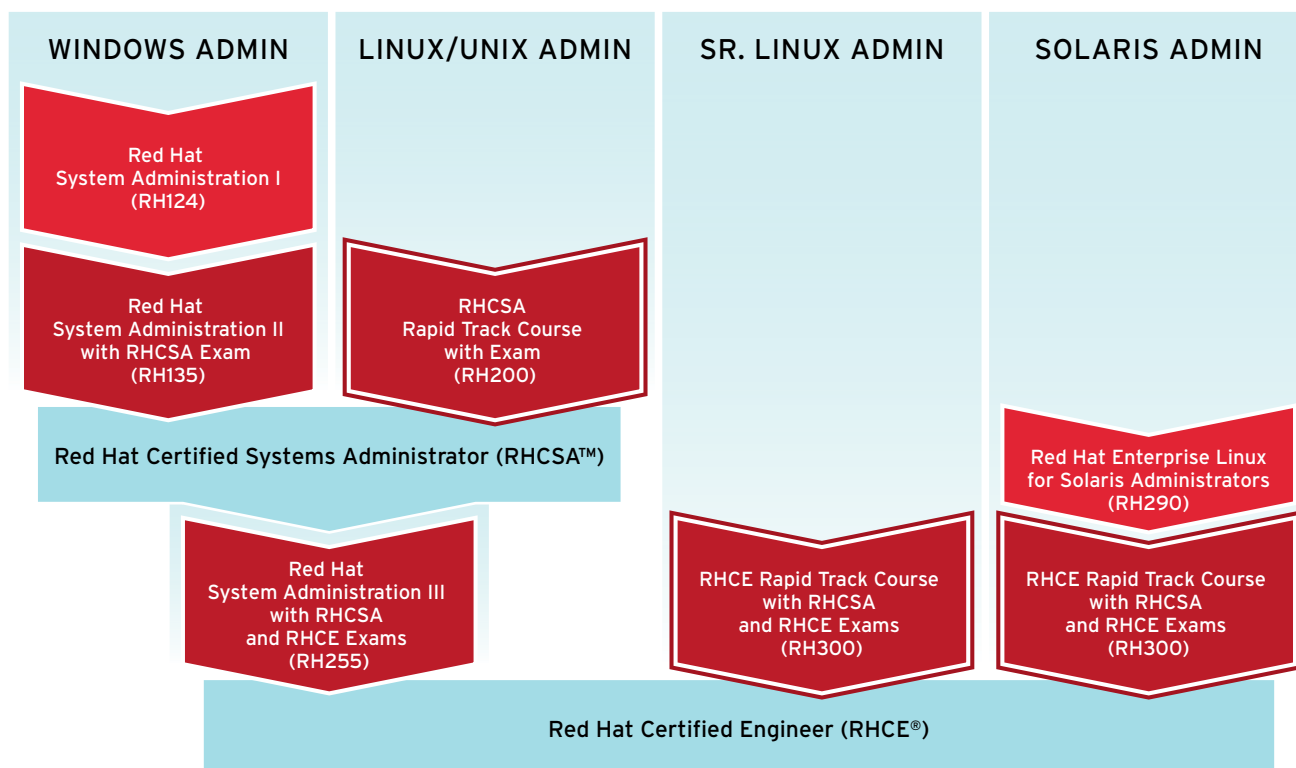 WINDOWS ADMIN
LINUX/UNIX ADMIN
SR. LINUX ADMIN
SOLARIS ADMIN
Red Hat
System Administration I
(RH124)
Red Hat
System Administration II
with RHCSA Exam
(RH135)
RHCSA
Rapid Track Course
with Exam
(RH200)
Red Hat Certified Systems Administrator (RHCSA™)
Red Hat Enterprise Linux
for Solaris Administrators
(RH290)
Red Hat
System Administration III
with RHCSA
and RHCE Exams
(RH255)
RHCE Rapid Track Course
with RHCSA
and RHCE Exams
(RH300)
RHCE Rapid Track Course
with RHCSA
and RHCE Exams
(RH300)
Red Hat Certified Engineer (RHCE®)